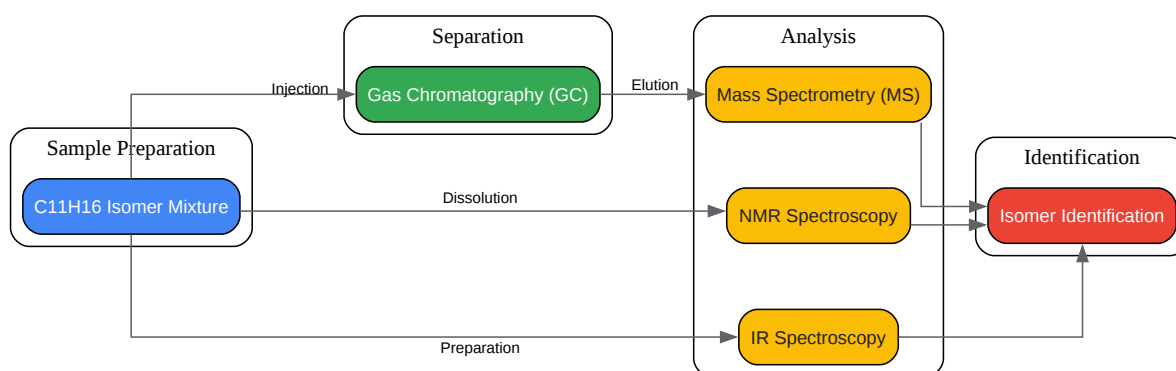 Separation
Analysis
Injection
Gas Chromatography (GC)
Elution
Mass Spectrometry (MS)
Sample Preparation
Identification
C11H16 Isomer Mixture
Dissolution
NMR Spectroscopy
Isomer Identification
IR Spectroscopy
Preparation